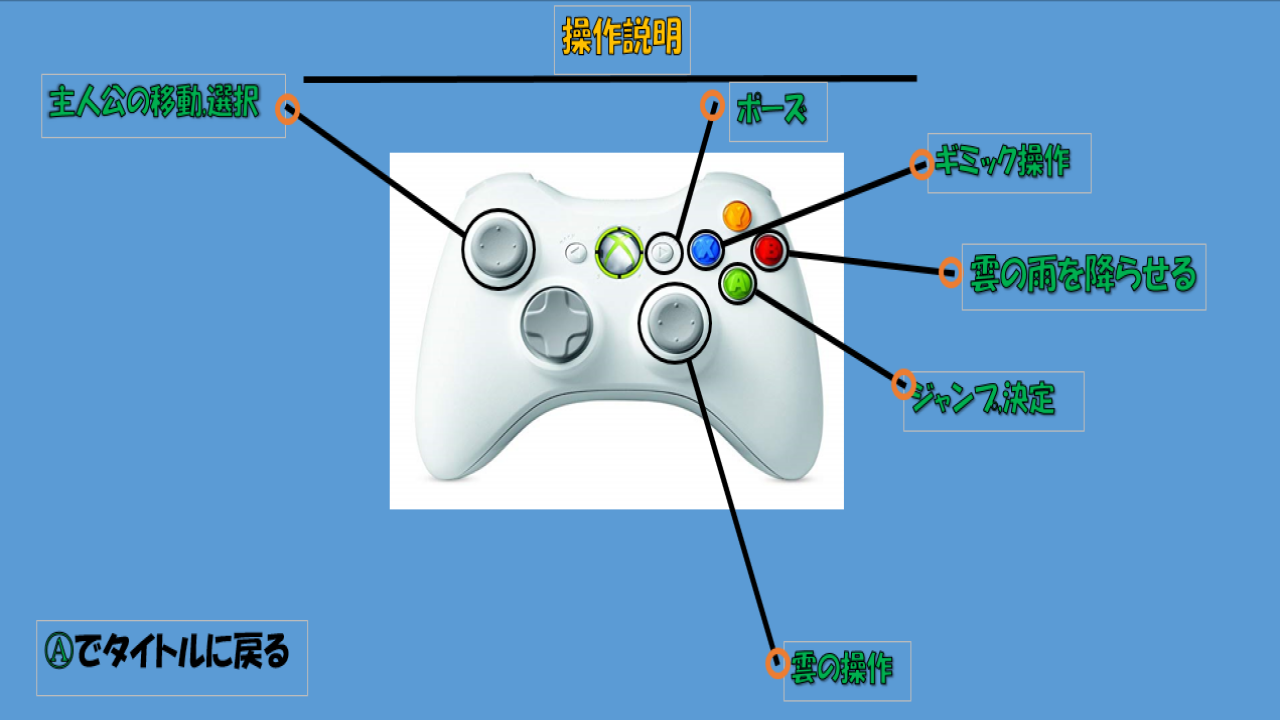 操作説明
主人公の移動,選択
ポーズ
ギミック操作
雲の雨を降らせる
ジャンプ,決定
雲の操作
Ⓐでタイトルに戻る
Y
X
B
A